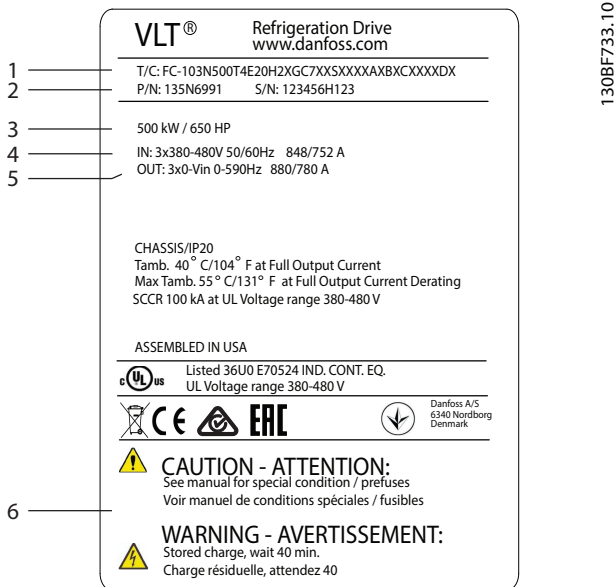 VLT® Refrigeration Drive
www.danfoss.com
1 T/C: FC-103N500T4E20H2XGC7XXSXXXXAXBXCXXXXDX
2 P/N: 135N6991 S/N: 123456H123
3 500 kW / 650 HP
4 IN: 3x380-480V 50/60Hz 848/752 A
5 OUT: 3x0-Vin 0-590Hz 880/780 A
CHASSIS/IP20
Tamb. 40° C/104° F at Full Output Current
Max Tamb. 55° C/131° F at Full Output Current Derating
SCCR 100 kA at UL Voltage range 380-480 V
ASSEMBLED IN USA
c UL us Listed 36U0 E70524 IND. CONT. EQ.
UL Voltage range 380-480 V
CE EAC
Danfoss A/S
6340 Nordborg
Denmark
CAUTION - ATTENTION:
See manual for special condition / prefuses
Voir manuel de conditions spéciales / fusibles
6
WARNING - AVERTISSEMENT:
Stored charge, wait 40 min.
Charge résiduelle, attendez 40
130BF733.10